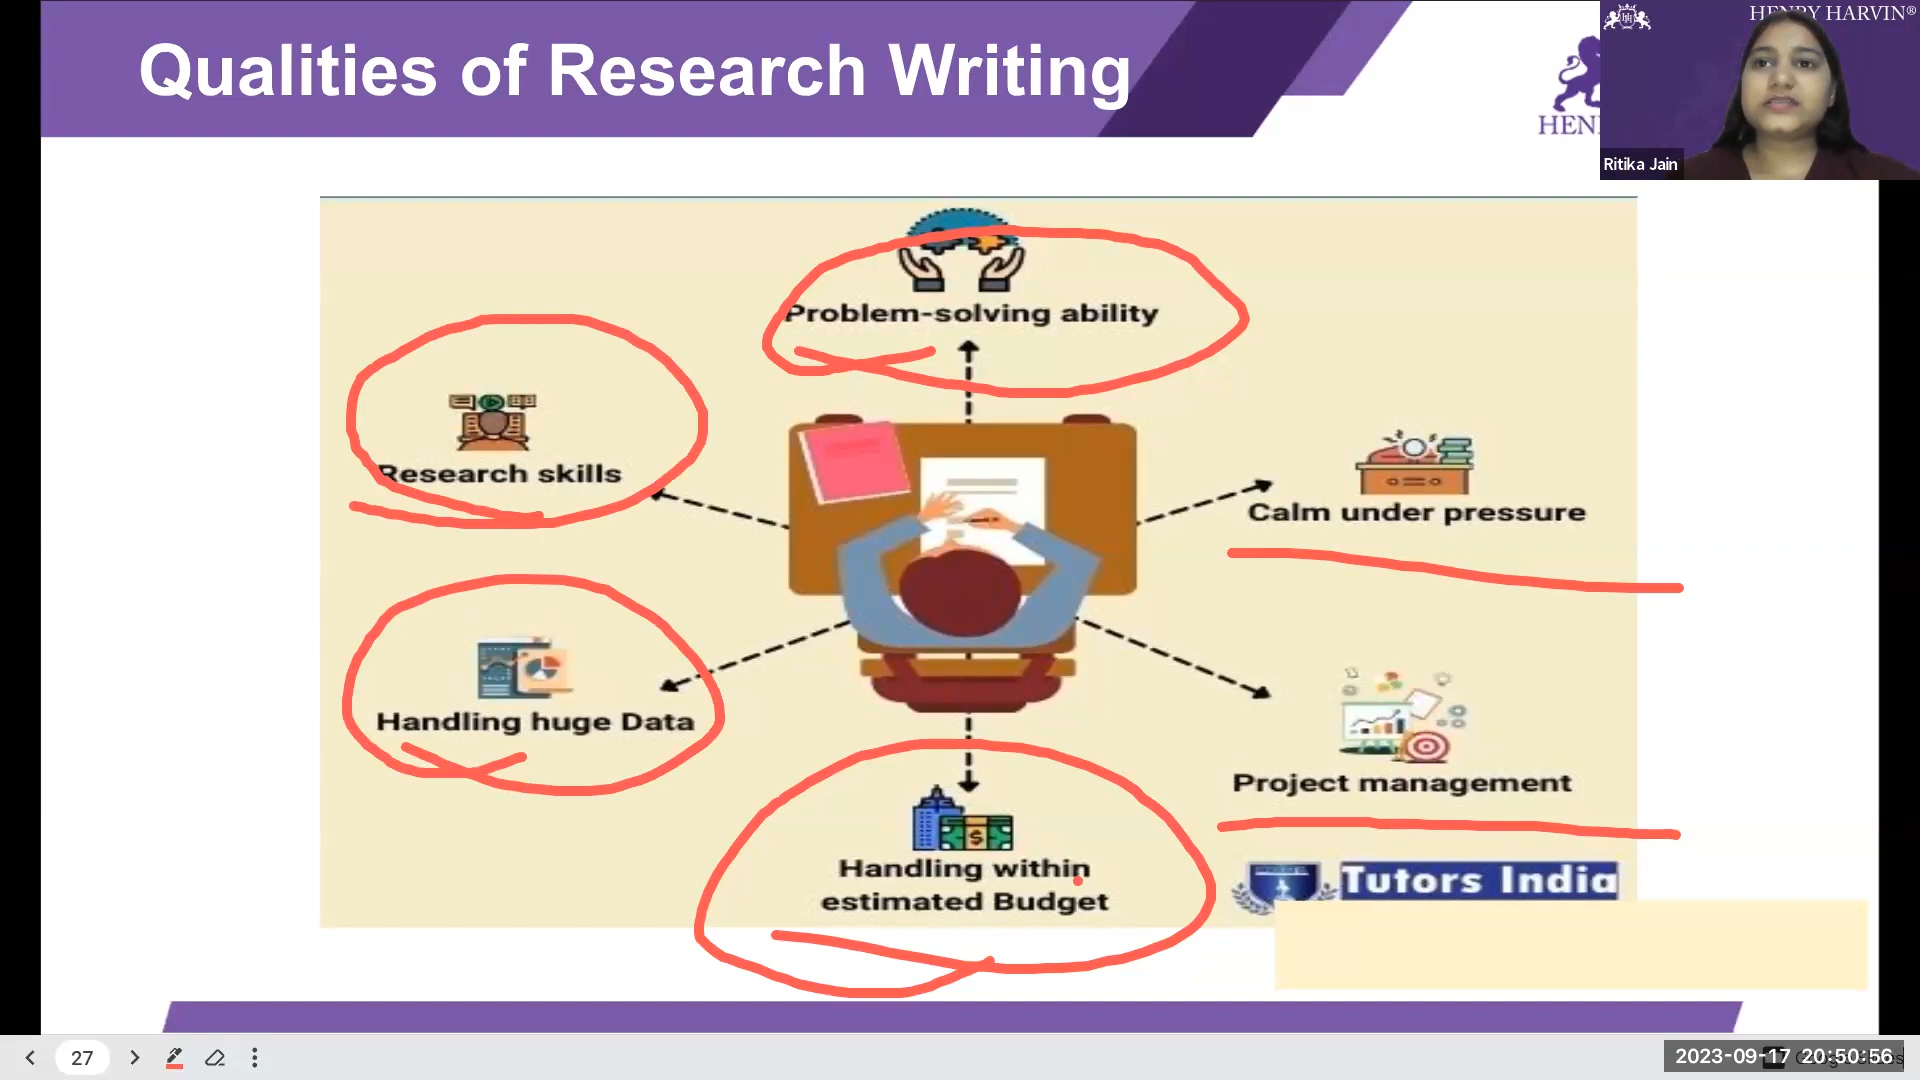 Qualities of Research Writing
HENRY HARVIN®
HEN
Ritika Jain
Problem-solving ability
Research skills
Calm under pressure
Handling huge Data
Project management
Handling within
estimated Budget
Tutors India
27
2023-09-17 20:50:56